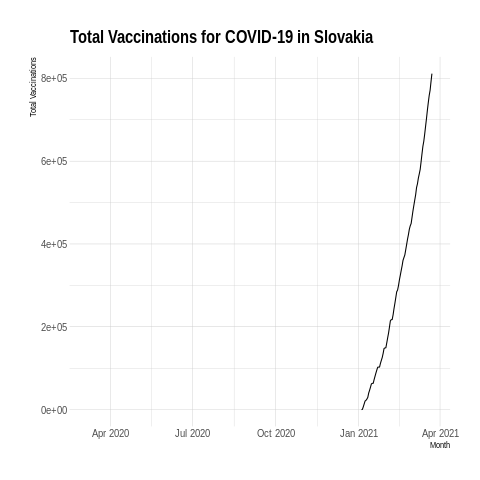 Total Vaccinations for COVID-19 in Slovakia
Total Vaccinations
8e+05
6e+05
4e+05
2e+05
0e+00
Apr 2020 Jul 2020 Oct 2020 Jan 2021 Apr 2021
Month